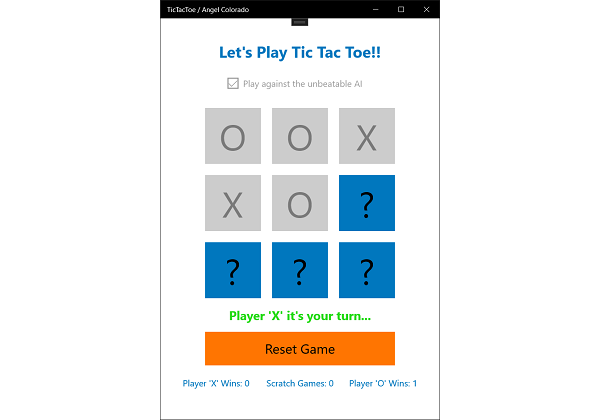 TicTacToe / Angel Colorado
Let's Play Tic Tac Toe!!
Play against the unbeatable AI
O O X
X O ?
? ? ?
Player 'X' it's your turn...
Reset Game
Player 'X' Wins: 0 Scratch Games: 0 Player 'O' Wins: 1